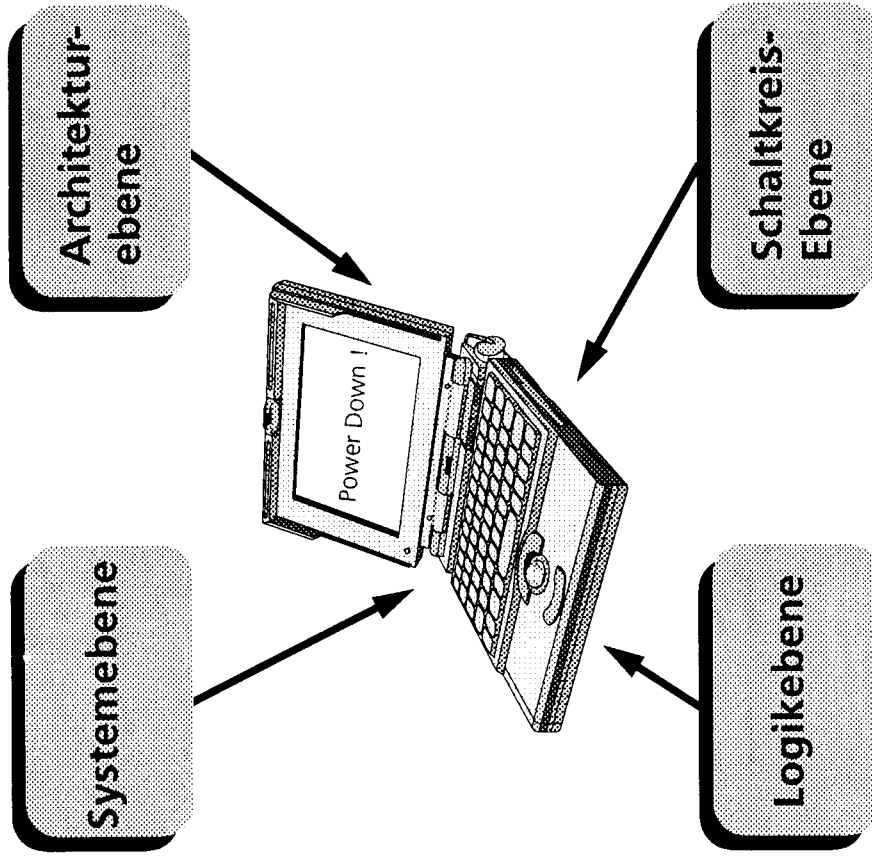 Systemebene
Architektur-
ebene
Power Down !
Logikebene
Schaltkreis-
Ebene